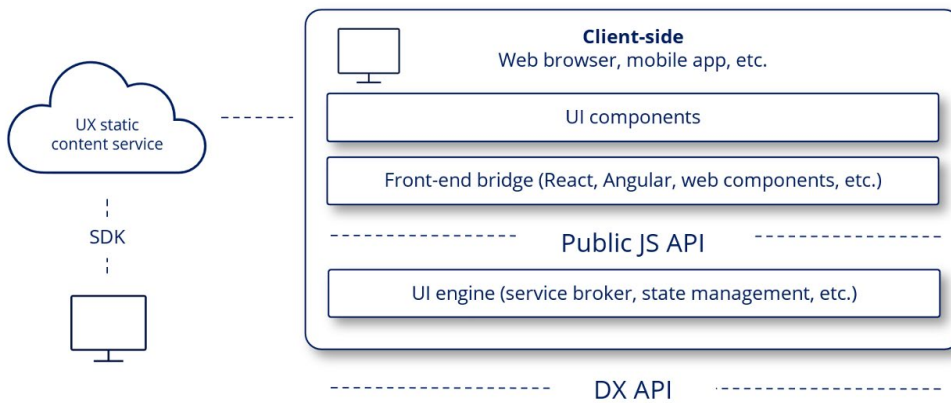 Client-side
Web browser, mobile app, etc.
UX static
content service
UI components
Front-end bridge (React, Angular, web components, etc.)
SDK
Public JS API
UI engine (service broker, state management, etc.)
DX API